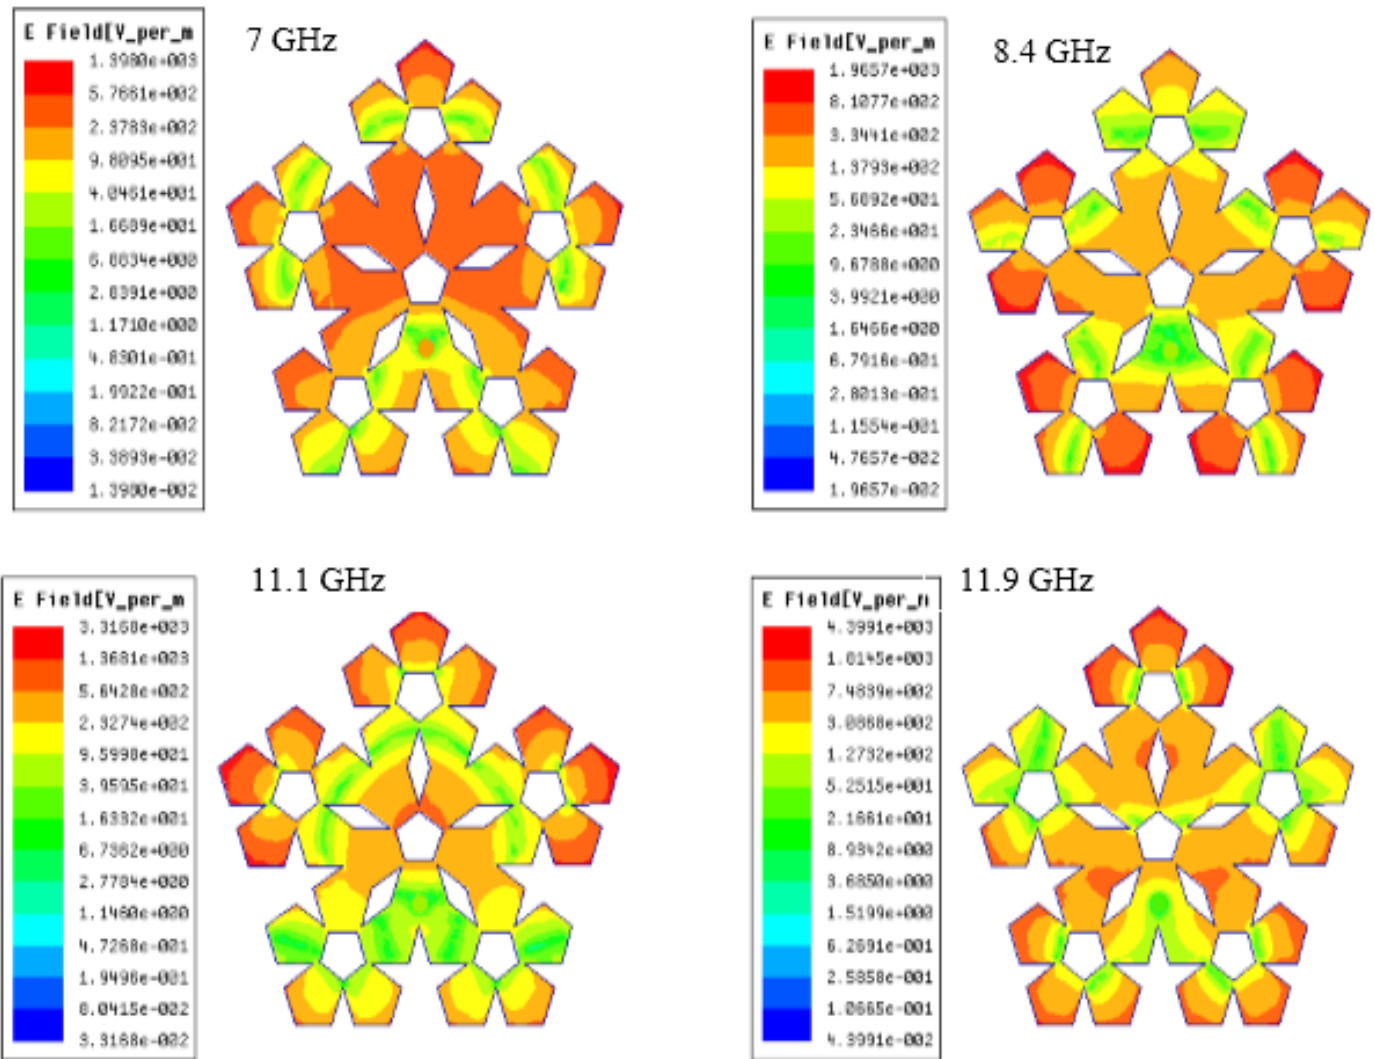 E Field[V_per_m
1.3980e+003
5.7661e+002
2.3783e+002
9.8095e+001
4.0461e+001
1.6689e+001
6.8834e+000
2.8391e+000
1.1710e+000
4.8301e-001
1.9922e-001
8.2172e-002
3.3893e-002
1.3980e-002
7 GHz
E Field[V_per_m
1.9657e+003
8.1077e+002
3.3441e+002
1.3793e+002
5.6892e+001
2.3466e+001
9.6788e+000
3.9921e+000
1.6466e+000
6.7916e-001
2.8013e-001
1.1554e-001
4.7657e-002
1.9657e-002
8.4 GHz
E Field[V_per_m
3.3168e+003
1.3681e+003
5.6428e+002
2.3274e+002
9.5998e+001
3.9595e+001
1.6332e+001
6.7362e+000
2.7784e+000
1.1460e+000
4.7268e-001
1.9496e-001
8.0415e-002
3.3168e-002
11.1 GHz
E Field[V_per_m
4.3991e+003
1.8145e+003
7.4839e+002
3.0868e+002
1.2732e+002
5.2515e+001
2.1661e+001
8.9342e+000
3.6850e+000
1.5199e+000
6.2691e-001
2.5858e-001
1.0665e-001
4.3991e-002
11.9 GHz